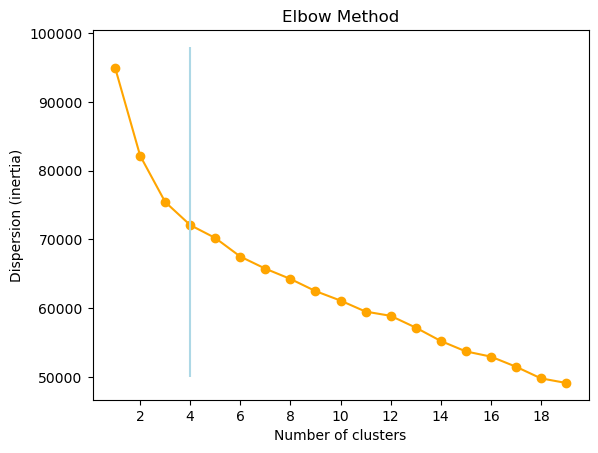 Elbow Method
100000
90000
80000
70000
60000
50000
Dispersion (inertia)
2 4 6 8 10 12 14 16 18
Number of clusters